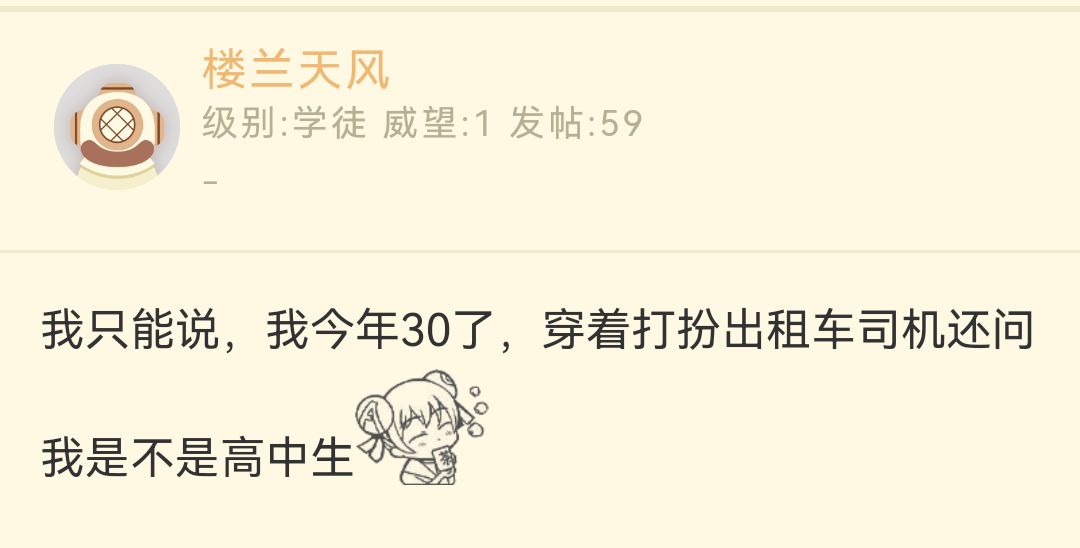 楼兰天风
级别:学徒 威望:1 发帖:59
-
我只能说，我今年30了，穿着打扮出租车司机还问
我是不是高中生
茶